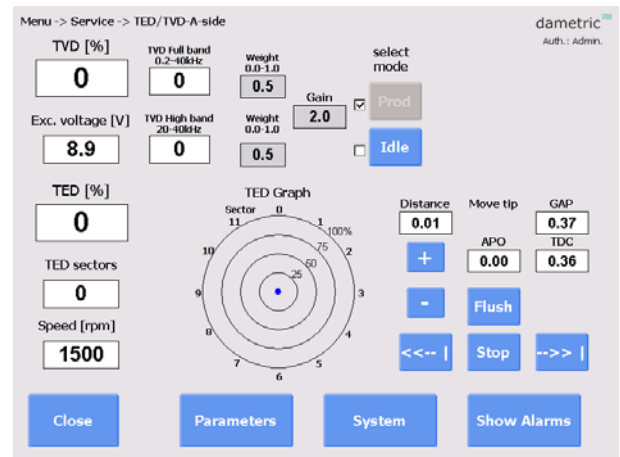 Menu -> Service -> TED/TVD-A-side
dametric
Auth.: Admin.
TVD [%]
0
TVD Full band
0.2-40kHz
0
Weight
0.0-1.0
0.5
Gain
2.0
select
mode
Prod
Exc. voltage [V]
8.9
TVD High band
20-40kHz
0
Weight
0.0-1.0
0.5
Idle
TED [%]
0
TED sectors
0
Speed [rpm]
1500
TED Graph
Sector
0
1
2
3
4
5
6
7
8
9
10
11
100%
75
50
25
Distance
0.01
Move tip
GAP
0.37
+
APO
0.00
TDC
0.36
-
Flush
<<-- |
Stop
-->> |
Close
Parameters
System
Show Alarms